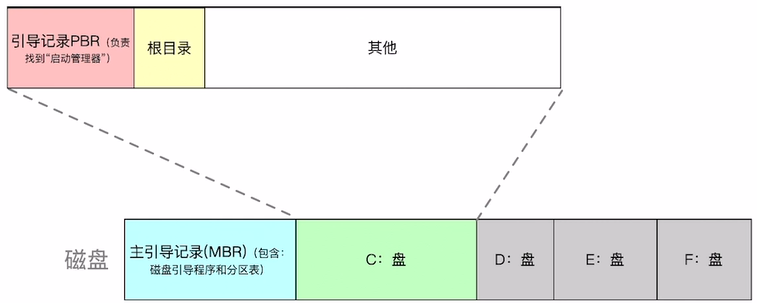 引导记录PBR（负责
找到“启动管理器”）
根目录
其他
磁盘
主引导记录(MBR)（包含：
磁盘引导程序和分区表）
C：盘
D：盘
E：盘
F：盘